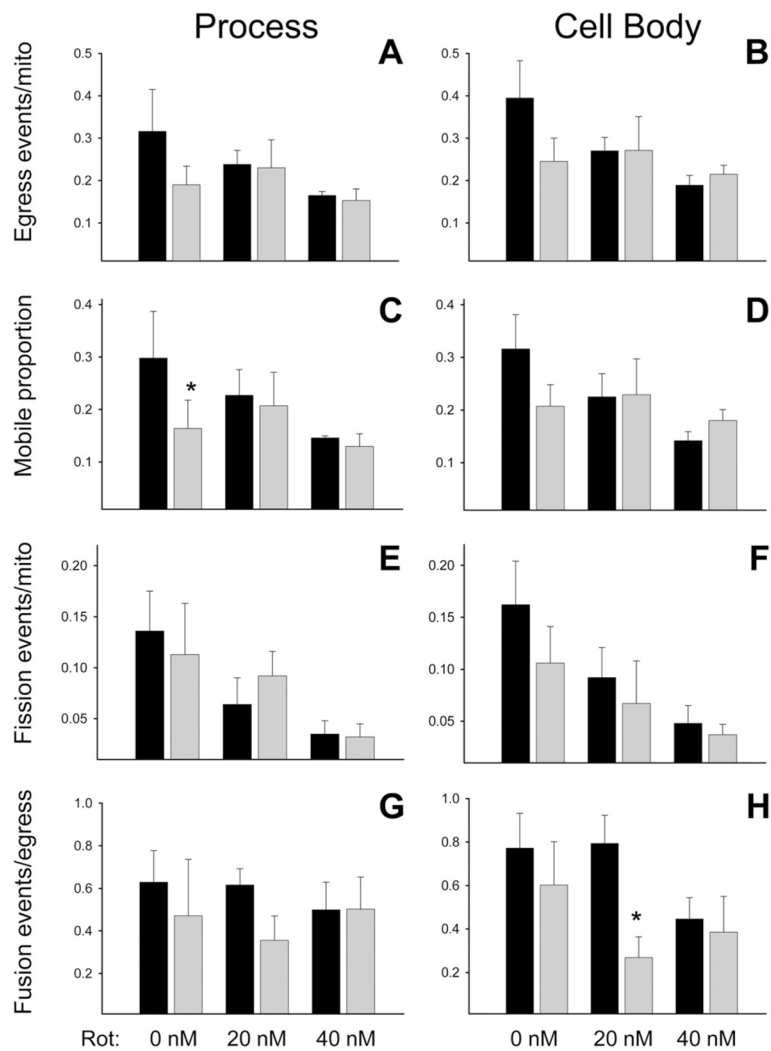 Process Cell Body
A B
Egress events/mito
0.5 0.5
0.4 0.4
0.3 0.3
0.2 0.2
0.1 0.1
C D
Mobile proportion
0.4 0.4
0.3 0.3
*
0.2 0.2
0.1 0.1
E F
Fission events/mito
0.20 0.20
0.15 0.15
0.10 0.10
0.05 0.05
G H
Fusion events/egress
1.0 1.0
0.8 0.8
0.6 0.6
0.4 0.4
*
0.2 0.2
Rot: 0 nM 20 nM 40 nM 0 nM 20 nM 40 nM